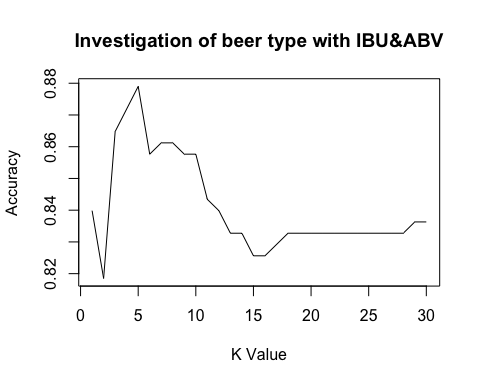 Investigation of beer type with IBU&ABV
0.88
0.86
0.84
0.82
Accuracy
0 5 10 15 20 25 30
K Value